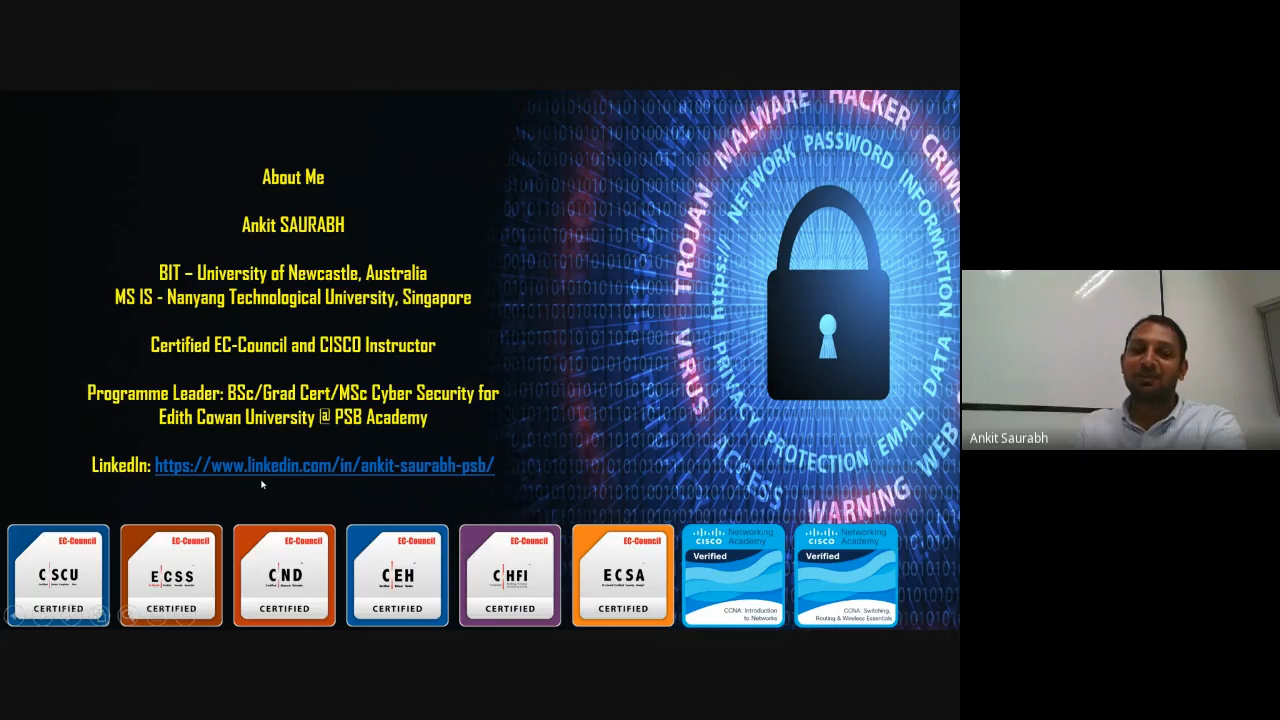 About Me
Ankit SAURABH
BIT – University of Newcastle, Australia
MS IS - Nanyang Technological University, Singapore
Certified EC-Council and CISCO Instructor
Programme Leader: BSc/Grad Cert/MSc Cyber Security for
Edith Cowan University @ PSB Academy
LinkedIn: https://www.linkedin.com/in/ankit-saurabh-psb/
TROJAN MALWARE HACKER CRIME
https:// NETWORK PASSWORD INFORMATION
PRIVACY PROTECTION EMAIL DATA
ACCESS WARNING WEB
Ankit Saurabh
EC-Council
CSCU
CERTIFIED
EC-Council
ECSS
CERTIFIED
EC-Council
CND
CERTIFIED
EC-Council
CEH
CERTIFIED
EC-Council
CHFI
CERTIFIED
EC-Council
ECSA
CERTIFIED
CISCO
Networking
Academy
Verified
CCNA: Introduction
to Networks
CISCO
Networking
Academy
Verified
CCNA: Switching,
Routing & Wireless Essentials